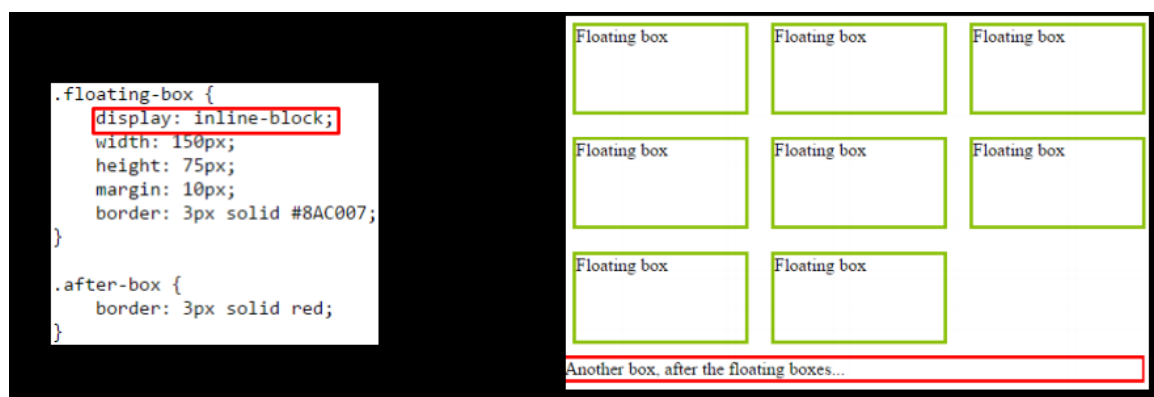 .floating-box {
    display: inline-block;
    width: 150px;
    height: 75px;
    margin: 10px;
    border: 3px solid #8AC007;
}
.after-box {
    border: 3px solid red;
}
Floating box Floating box Floating box
Floating box Floating box Floating box
Floating box Floating box
Another box, after the floating boxes...